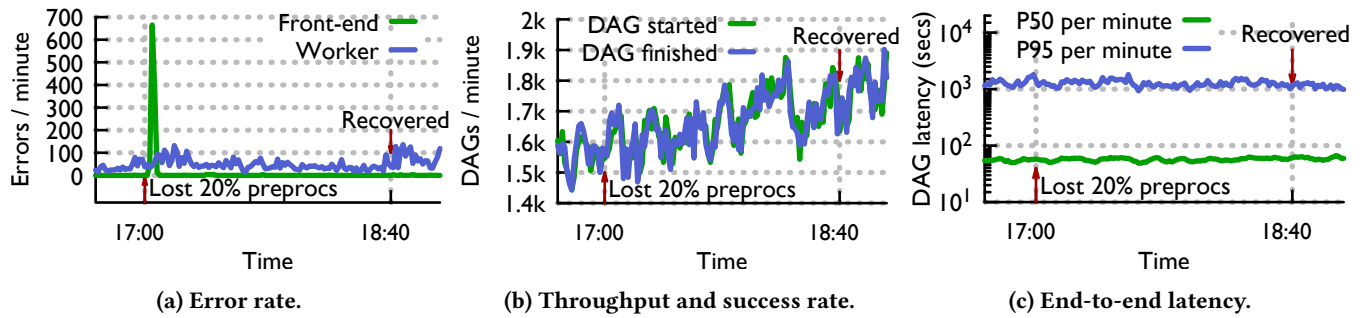 700
600
500
400
300
200
100
0
Errors / minute
Front-end
Worker
Recovered
Lost 20% preprocs
17:00
18:40
Time
(a) Error rate.
2k
1.9k
1.8k
1.7k
1.6k
1.5k
1.4k
DAGs / minute
DAG started
DAG finished
Recovered
Lost 20% preprocs
17:00
18:40
Time
(b) Throughput and success rate.
10^4
10^3
10^2
10^1
DAG latency (secs)
P50 per minute
P95 per minute
Recovered
Lost 20% preprocs
17:00
18:40
Time
(c) End-to-end latency.